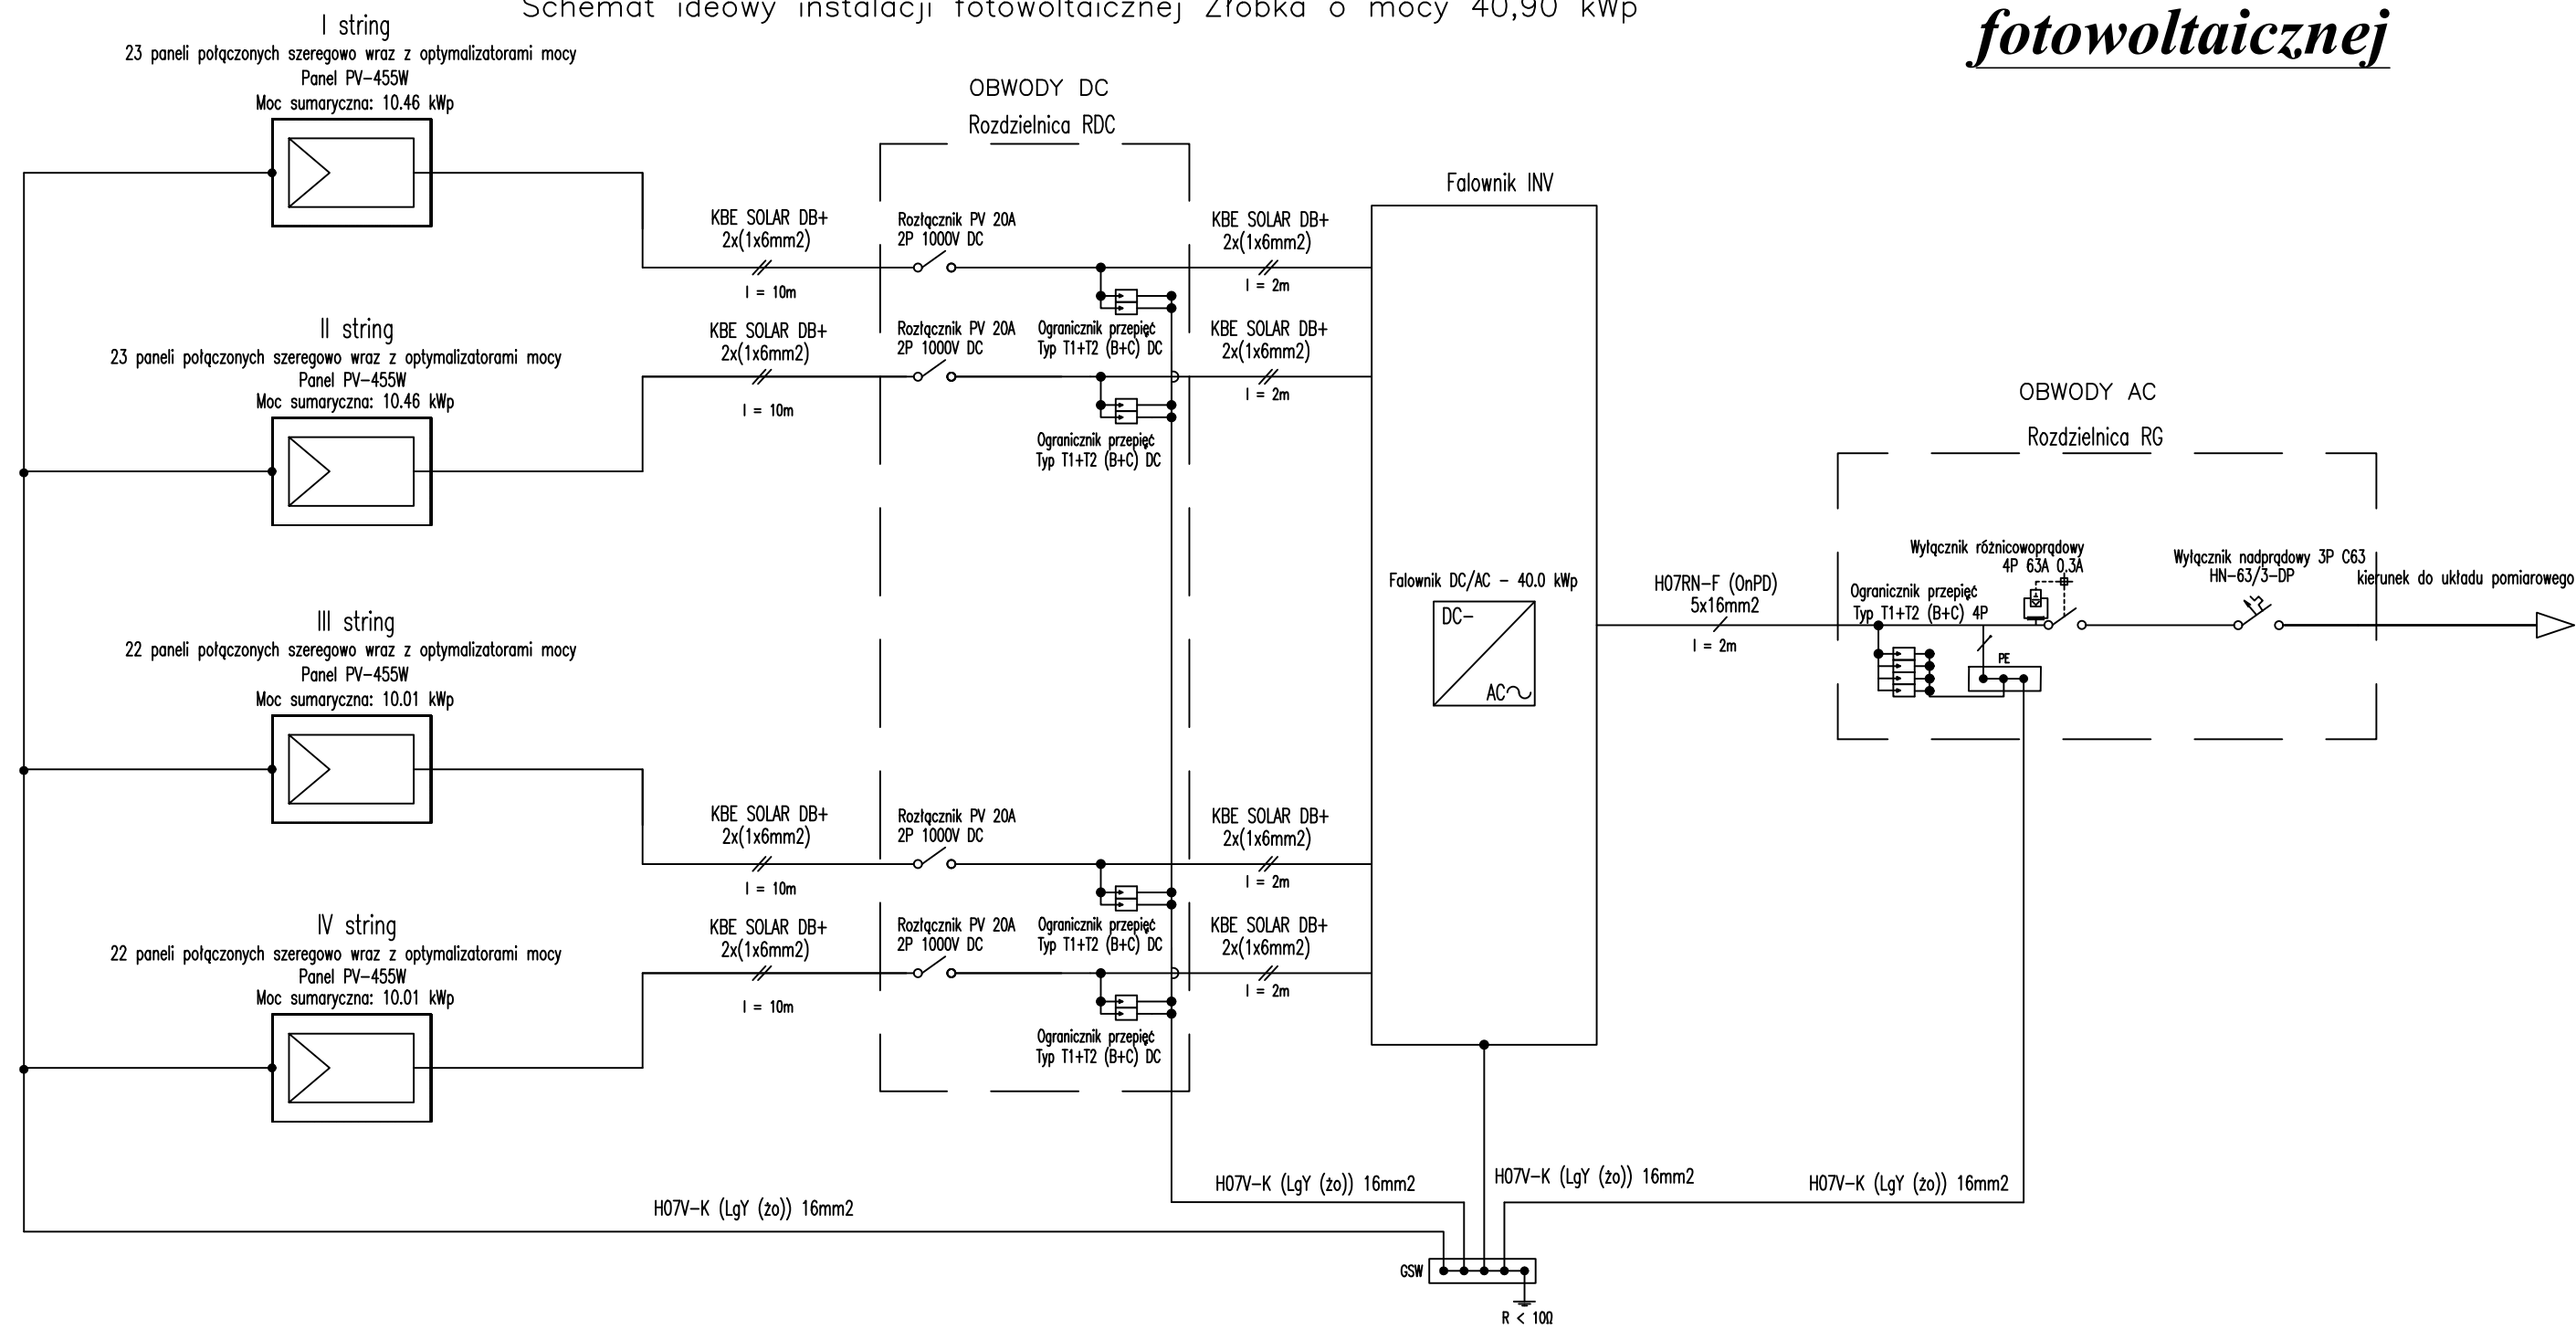 Schemat ideowy instalacji fotowoltaicznej Żłobka o mocy 40,90 kWp
fotowoltaicznej
I string
23 paneli połączonych szeregowo wraz z optymalizatorami mocy
Panel PV-455W
Moc sumaryczna: 10.46 kWp
II string
23 paneli połączonych szeregowo wraz z optymalizatorami mocy
Panel PV-455W
Moc sumaryczna: 10.46 kWp
III string
22 paneli połączonych szeregowo wraz z optymalizatorami mocy
Panel PV-455W
Moc sumaryczna: 10.01 kWp
IV string
22 paneli połączonych szeregowo wraz z optymalizatorami mocy
Panel PV-455W
Moc sumaryczna: 10.01 kWp
KBE SOLAR DB+
2x(1x6mm2)
l = 10m
KBE SOLAR DB+
2x(1x6mm2)
l = 10m
KBE SOLAR DB+
2x(1x6mm2)
l = 10m
KBE SOLAR DB+
2x(1x6mm2)
l = 10m
OBWODY DC
Rozdzielnica RDC
Rozłącznik PV 20A
2P 1000V DC
Rozłącznik PV 20A
2P 1000V DC
Ogranicznik przepięć
Typ T1+T2 (B+C) DC
Ogranicznik przepięć
Typ T1+T2 (B+C) DC
Rozłącznik PV 20A
2P 1000V DC
Rozłącznik PV 20A
2P 1000V DC
Ogranicznik przepięć
Typ T1+T2 (B+C) DC
Ogranicznik przepięć
Typ T1+T2 (B+C) DC
KBE SOLAR DB+
2x(1x6mm2)
l = 2m
KBE SOLAR DB+
2x(1x6mm2)
l = 2m
KBE SOLAR DB+
2x(1x6mm2)
l = 2m
KBE SOLAR DB+
2x(1x6mm2)
l = 2m
Falownik INV
Falownik DC/AC - 40.0 kWp
DC-
AC
H07RN-F (OnPD)
5x16mm2
l = 2m
OBWODY AC
Rozdzielnica RG
Ogranicznik przepięć
Typ T1+T2 (B+C) 4P
Wyłącznik różnicowoprądowy
4P 63A 0.3A
PE
Wyłącznik nadprądowy 3P C63
HN-63/3-DP
kierunek do układu pomiarowego
H07V-K (LgY (żo)) 16mm2
H07V-K (LgY (żo)) 16mm2
H07V-K (LgY (żo)) 16mm2
H07V-K (LgY (żo)) 16mm2
GSW
R < 10Ω